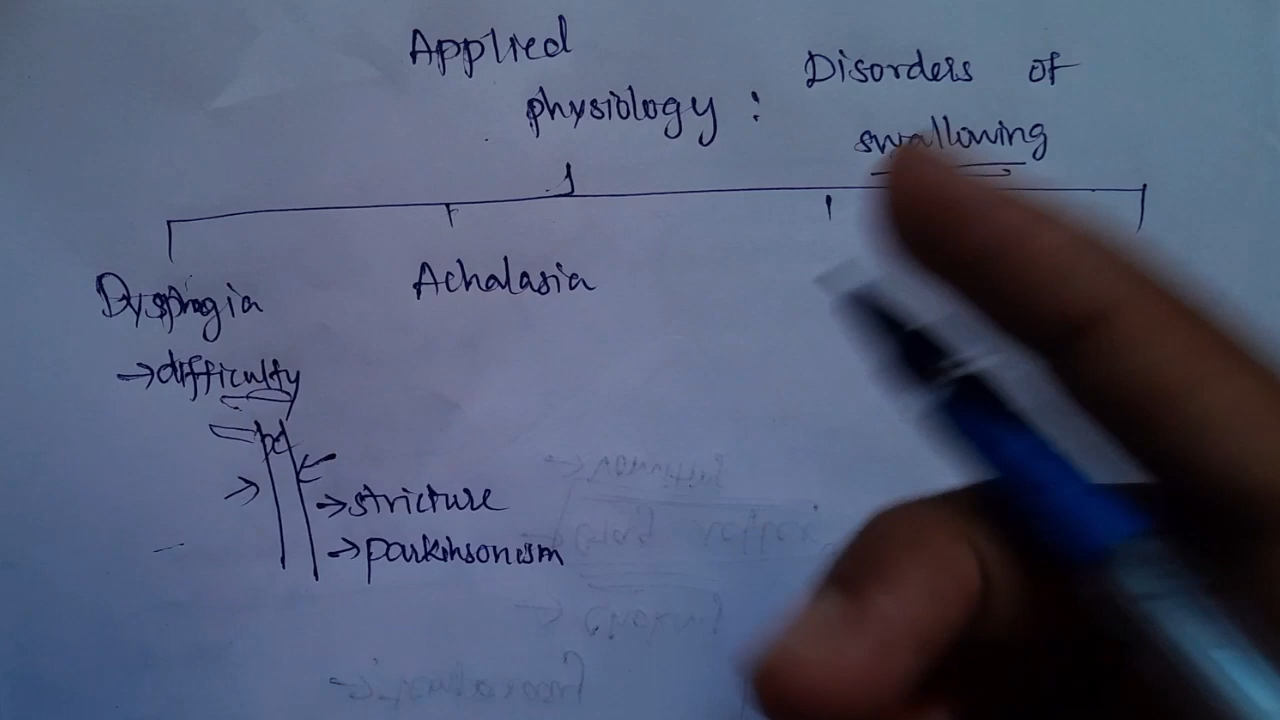 Applied
physiology :
Disorders of
swallowing
Dysphagia
Achalasia
→difficulty
→stricture
→parkinsonism